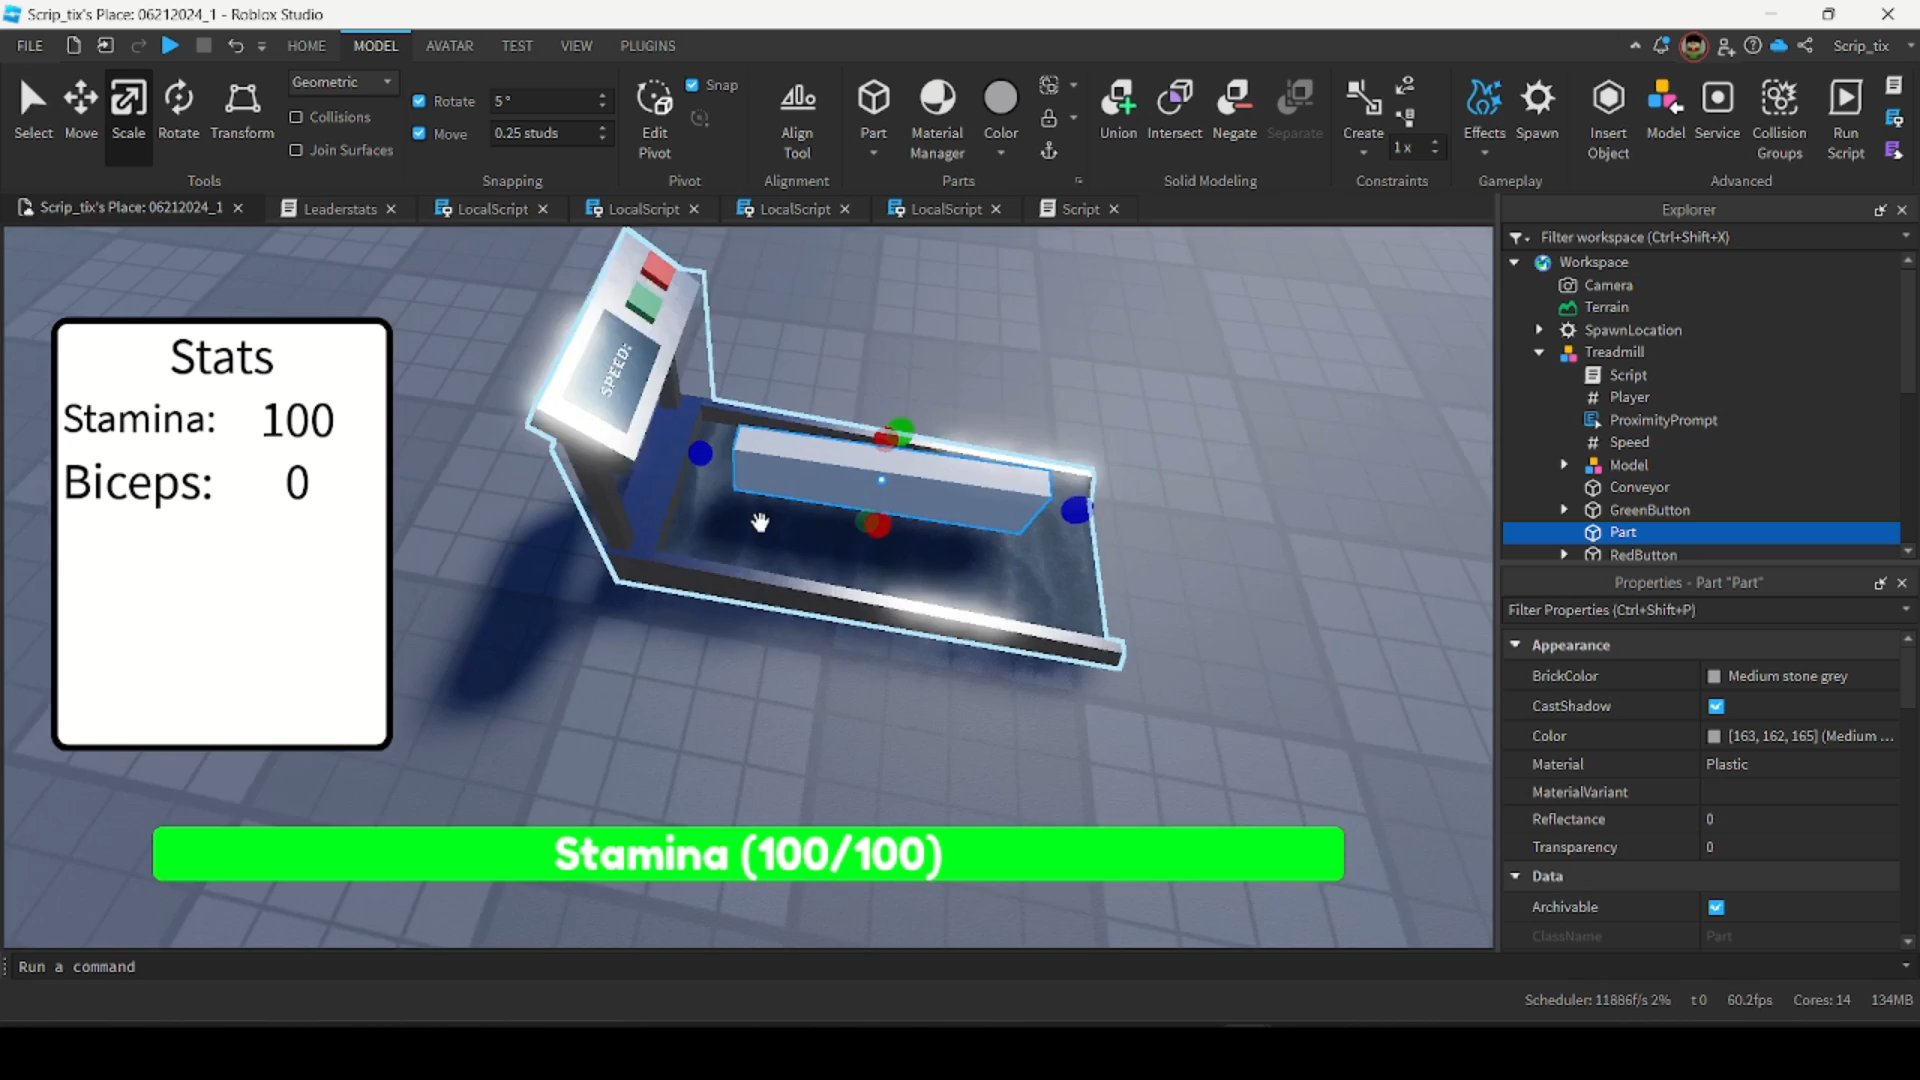 Scrip_tix's Place: 06212024_1 - Roblox Studio
FILE HOME MODEL AVATAR TEST VIEW PLUGINS Scrip_tix
Select Move Scale Rotate Transform
Geometric
Collisions
Join Surfaces
Tools
Rotate 5 °
Move 0.25 studs
Snapping
Edit Pivot
Snap
Pivot
Align Tool
Alignment
Part Material Manager Color
Parts
Union Intersect Negate Separate
Solid Modeling
Create
1 x
Constraints
Effects Spawn
Gameplay
Insert Object Model Service Collision Groups Run Script
Advanced
Scrip_tix's Place: 06212024_1 Leaderstats LocalScript LocalScript LocalScript LocalScript Script
Stats
Stamina: 100
Biceps: 0
SPEED:
Stamina (100/100)
Explorer
Filter workspace (Ctrl+Shift+X)
Workspace
Camera
Terrain
SpawnLocation
Treadmill
Script
Player
ProximityPrompt
Speed
Model
Conveyor
GreenButton
Part
RedButton
Properties - Part "Part"
Filter Properties (Ctrl+Shift+P)
Appearance
BrickColor Medium stone grey
CastShadow
Color [163, 162, 165] (Medium ...
Material Plastic
MaterialVariant
Reflectance 0
Transparency 0
Data
Archivable
ClassName Part
Run a command
Scheduler: 11886f/s 2% t 0 60.2fps Cores: 14 134MB